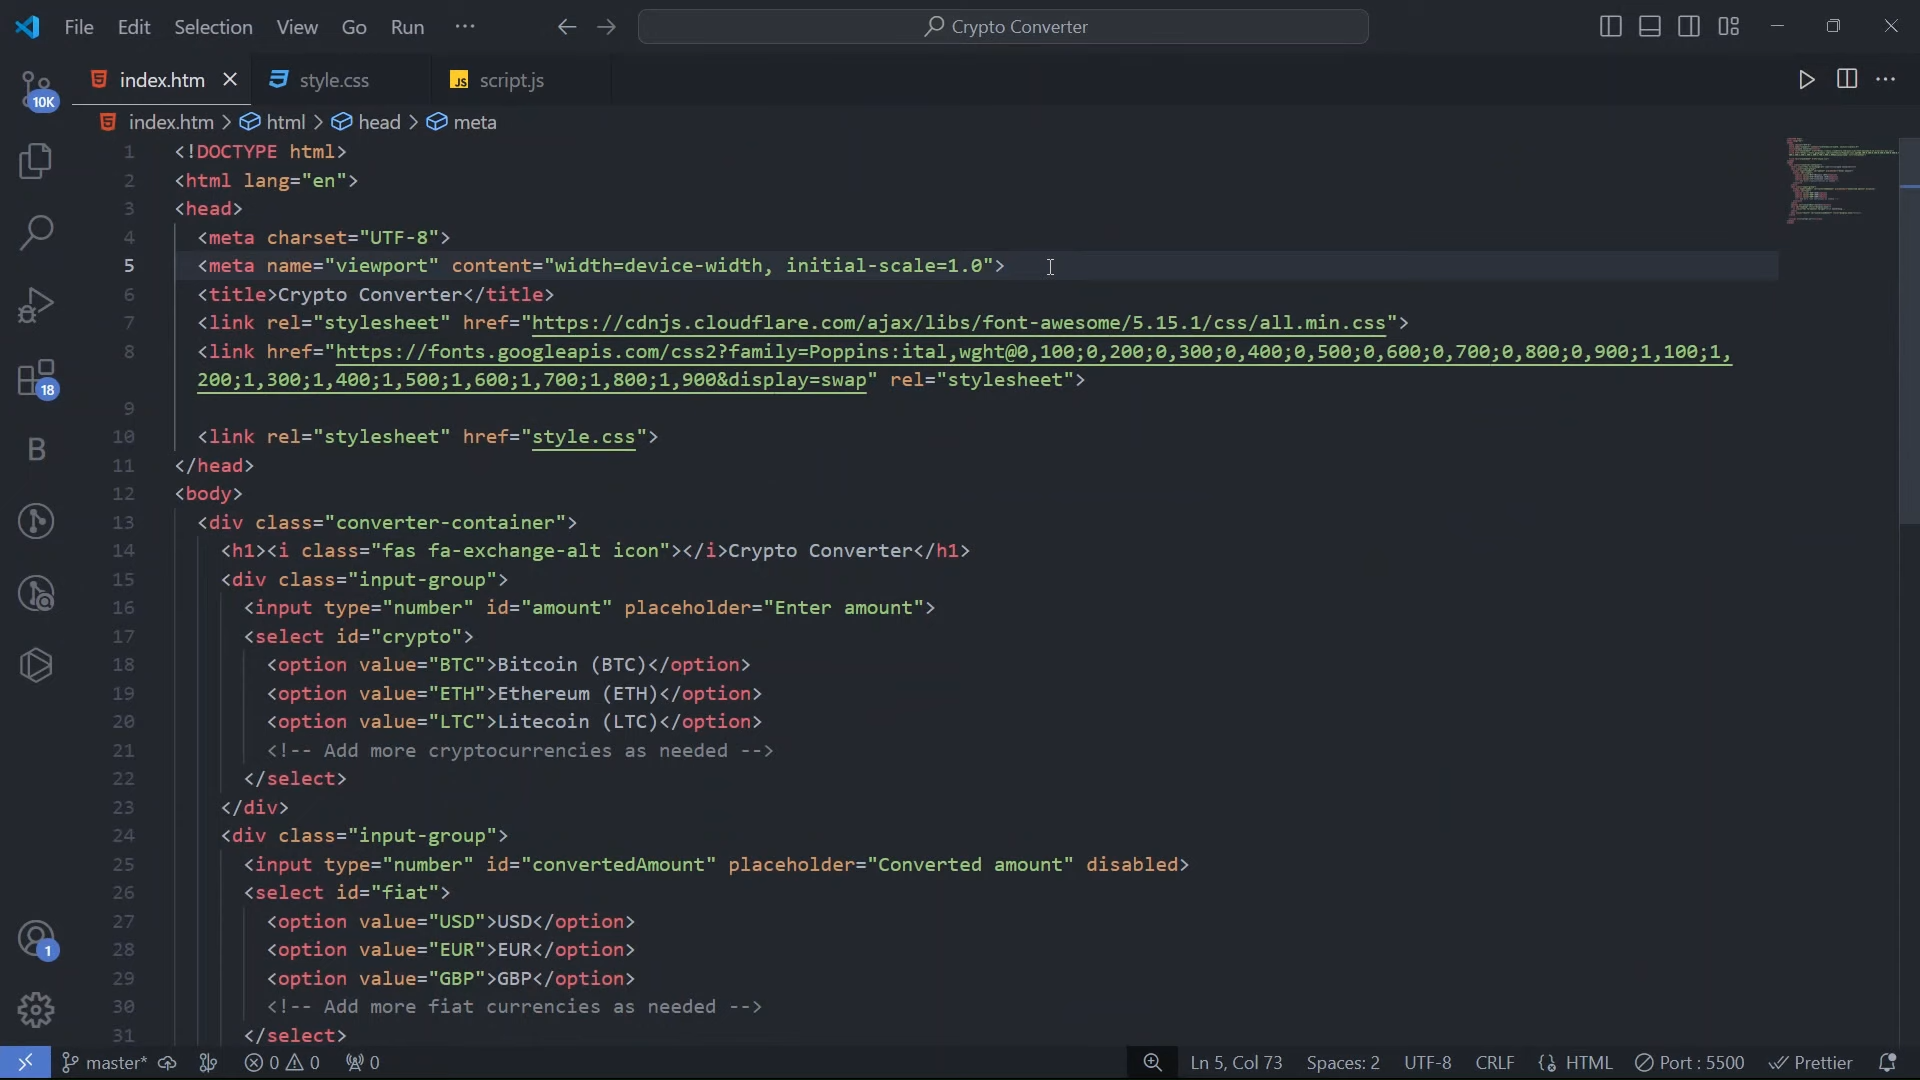 File Edit Selection View Go Run ··· Crypto Converter
index.htm style.css JS script.js
10K
index.htm > html > head > meta
1 <!DOCTYPE html>
2 <html lang="en">
3 <head>
4 <meta charset="UTF-8">
5 <meta name="viewport" content="width=device-width, initial-scale=1.0">
6 <title>Crypto Converter</title>
7 <link rel="stylesheet" href="https://cdnjs.cloudflare.com/ajax/libs/font-awesome/5.15.1/css/all.min.css">
8 <link href="https://fonts.googleapis.com/css2?family=Poppins:ital,wght@0,100;0,200;0,300;0,400;0,500;0,600;0,700;0,800;0,900;1,100;1,
200;1,300;1,400;1,500;1,600;1,700;1,800;1,900&display=swap" rel="stylesheet">
18
9
10 <link rel="stylesheet" href="style.css">
B
11 </head>
12 <body>
13 <div class="converter-container">
14 <h1><i class="fas fa-exchange-alt icon"></i>Crypto Converter</h1>
15 <div class="input-group">
16 <input type="number" id="amount" placeholder="Enter amount">
17 <select id="crypto">
18 <option value="BTC">Bitcoin (BTC)</option>
19 <option value="ETH">Ethereum (ETH)</option>
20 <option value="LTC">Litecoin (LTC)</option>
21 <!-- Add more cryptocurrencies as needed -->
22 </select>
23 </div>
24 <div class="input-group">
25 <input type="number" id="convertedAmount" placeholder="Converted amount" disabled>
26 <select id="fiat">
27 <option value="USD">USD</option>
28 <option value="EUR">EUR</option>
1
29 <option value="GBP">GBP</option>
30 <!-- Add more fiat currencies as needed -->
31 </select>
master* 0 0 0 Ln 5, Col 73 Spaces: 2 UTF-8 CRLF HTML Port : 5500 Prettier